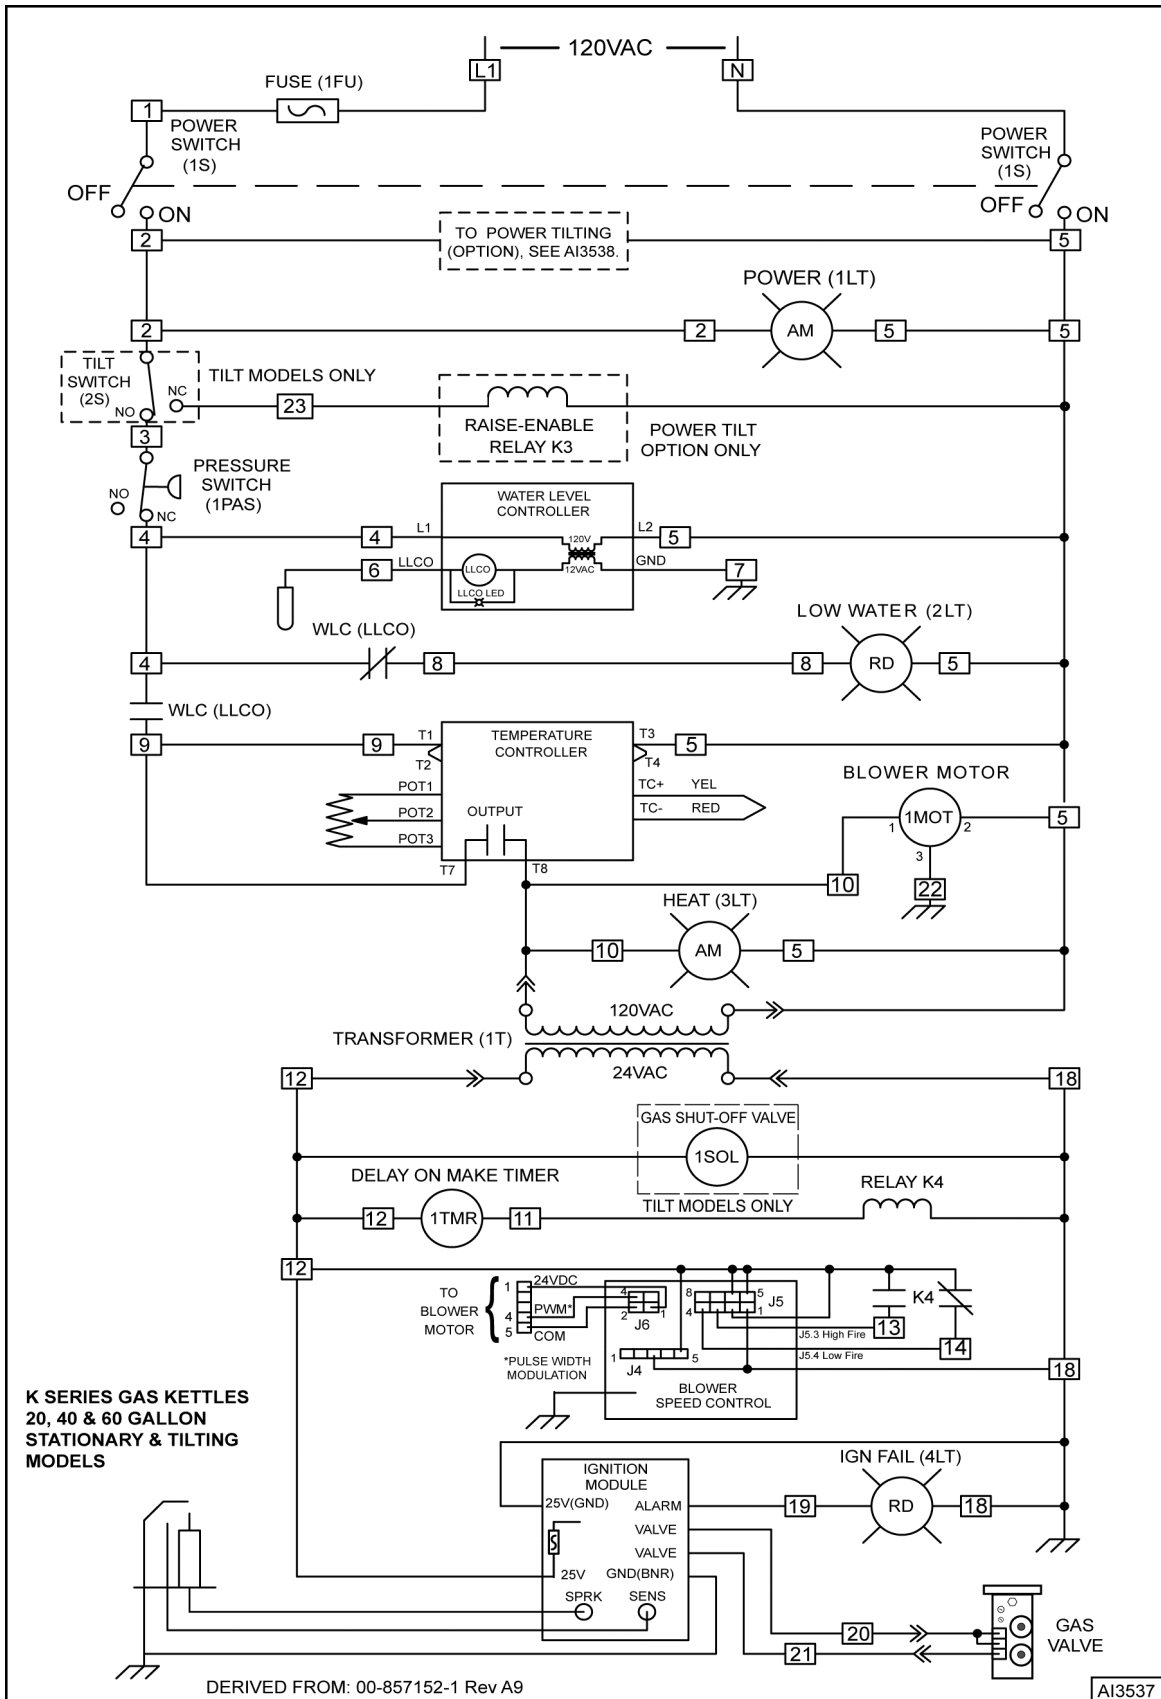 120VAC
L1
N
FUSE (1FU)
1
POWER
SWITCH
(1S)
POWER
SWITCH
(1S)
OFF
ON
OFF
ON
2
TO POWER TILTING
(OPTION), SEE AI3538.
5
POWER (1LT)
2
2
AM
5
5
TILT
SWITCH
(2S)
NC
NO
TILT MODELS ONLY
23
RAISE-ENABLE
RELAY K3
POWER TILT
OPTION ONLY
3
PRESSURE
SWITCH
(1PAS)
NO
NC
WATER LEVEL
CONTROLLER
4
4
L1
120V
L2
5
6
LLCO
LLCO
12VAC
GND
7
LLCO LED
WLC (LLCO)
LOW WATER (2LT)
4
8
8
RD
5
WLC (LLCO)
9
9
T1
T2
TEMPERATURE
CONTROLLER
T3
T4
5
POT1
POT2
POT3
OUTPUT
TC+ YEL
TC- RED
T7
T8
BLOWER MOTOR
1
1MOT
2
3
5
10
22
HEAT (3LT)
10
AM
5
120VAC
TRANSFORMER (1T)
24VAC
12
18
GAS SHUT-OFF VALVE
1SOL
TILT MODELS ONLY
DELAY ON MAKE TIMER
12
1TMR
11
RELAY K4
12
TO
BLOWER
MOTOR
1
4
5
24VDC
PWM*
COM
*PULSE WIDTH
MODULATION
4
2
1
J6
8
5
4
1
J5
K4
13
J5.3 High Fire
14
J5.4 Low Fire
1
5
J4
18
BLOWER
SPEED CONTROL
K SERIES GAS KETTLES
20, 40 & 60 GALLON
STATIONARY & TILTING
MODELS
IGNITION
MODULE
25V(GND)
ALARM
VALVE
VALVE
25V
GND(BNR)
SPRK
SENS
IGN FAIL (4LT)
19
RD
18
20
21
GAS
VALVE
DERIVED FROM: 00-857152-1 Rev A9
AI3537